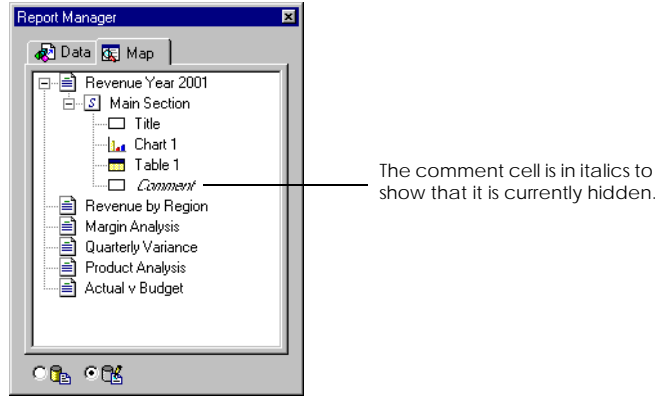 Report Manager
Data
Map
Revenue Year 2001
S Main Section
Title
Chart 1
Table 1
Comment
The comment cell is in italics to
show that it is currently hidden.
Revenue by Region
Margin Analysis
Quarterly Variance
Product Analysis
Actual v Budget